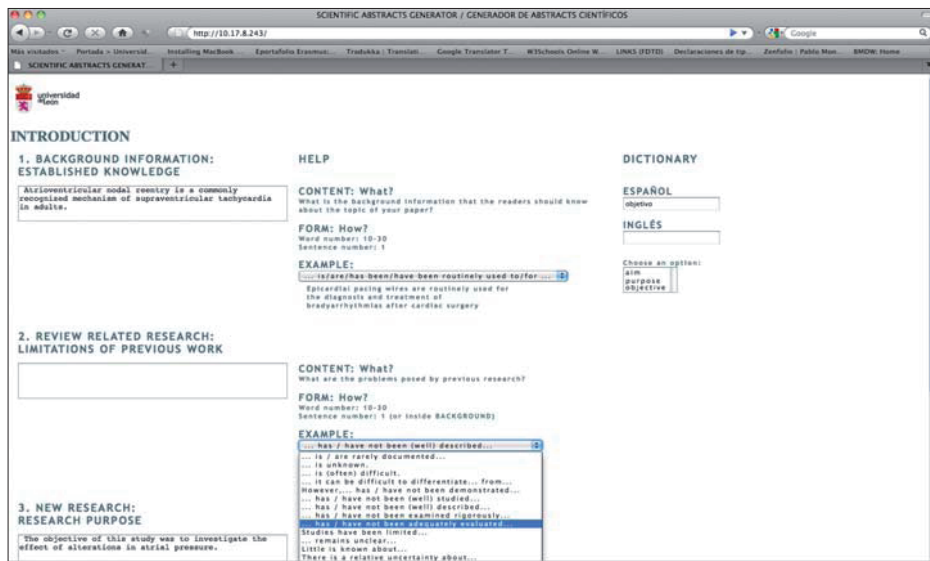 SCIENTIFIC ABSTRACTS GENERATOR / GENERADOR DE ABSTRACTS CIENTÍFICOS
http://10.17.8.243/
Google
Más visitados Portada > Universid... Installing MacBook ... Eportafolio Erasmus:... Tradukka : Translati... Google Translator T... W3Schools Online W... LINKS (FDTD) Declaraciones de tip... Zenfolio | Pablo Mon... BMDW: Home
SCIENTIFIC ABSTRACTS GENERAT... +
universidad
de león
INTRODUCTION
1. BACKGROUND INFORMATION:
ESTABLISHED KNOWLEDGE
Atrioventricular nodal reentry is a commonly
recognized mechanism of supraventricular tachycardia
in adults.
HELP
CONTENT: What?
What is the background information that the readers should know
about the topic of your paper?
FORM: How?
Word number: 10-30
Sentence number: 1
EXAMPLE:
... is/are/has been/have been routinely used to/for ...
Epicardial pacing wires are routinely used for
the diagnosis and treatment of
bradyarrhythmias after cardiac surgery
DICTIONARY
ESPAÑOL
objetivo
INGLÉS
Choose an option:
aim
purpose
objective
2. REVIEW RELATED RESEARCH:
LIMITATIONS OF PREVIOUS WORK
CONTENT: What?
What are the problems posed by previous research?
FORM: How?
Word number: 10-30
Sentence number: 1 (or inside BACKGROUND)
EXAMPLE:
... has / have not been (well) described...
... is / are rarely documented...
... is unknown.
... is (often) difficult.
... it can be difficult to differentiate... from...
However,... has / have not been demonstrated...
... has / have not been (well) studied...
... has / have not been (well) described...
... has / have not been examined rigorously...
... has / have not been adequately evaluated...
Studies have been limited...
... remains unclear...
Little is known about...
There is a relative uncertainty about...
3. NEW RESEARCH:
RESEARCH PURPOSE
The objective of this study was to investigate the
effect of alterations in atrial pressure.